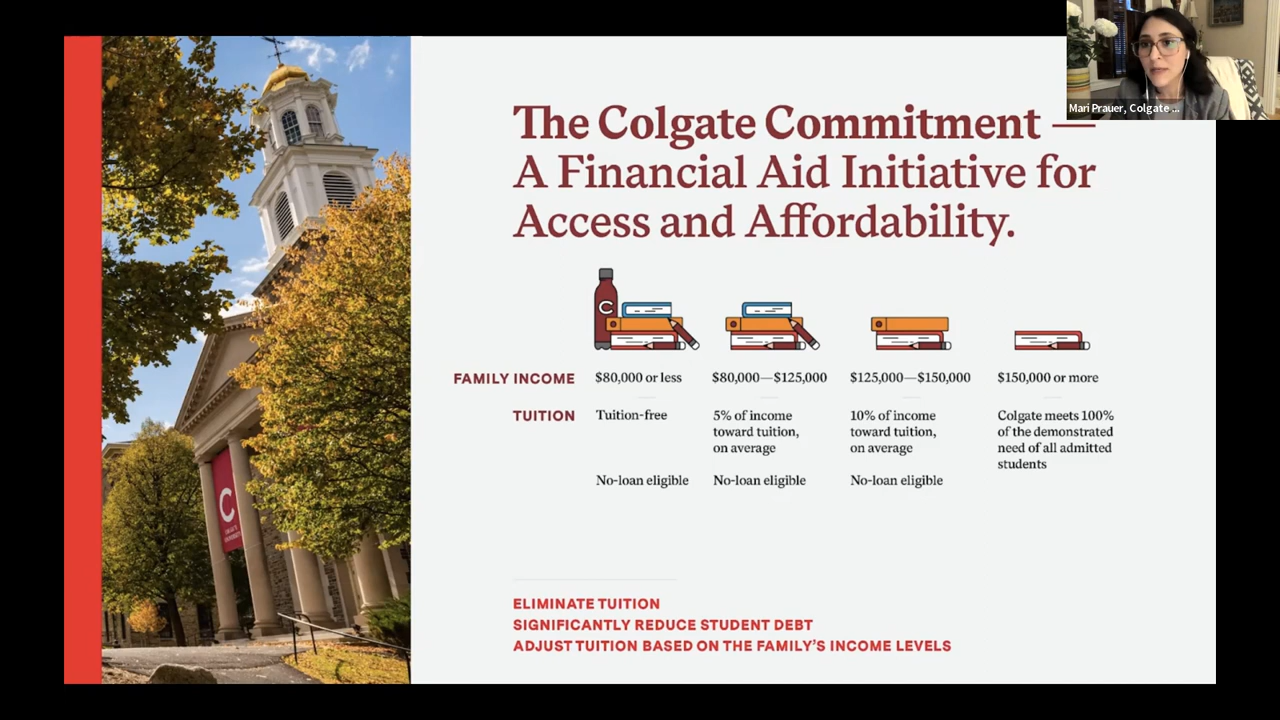 Mari Prauer, Colgate ...
The Colgate Commitment —
A Financial Aid Initiative for
Access and Affordability.
C
FAMILY INCOME
$80,000 or less
$80,000—$125,000
$125,000—$150,000
$150,000 or more
TUITION
Tuition-free
No-loan eligible
5% of income
toward tuition,
on average
No-loan eligible
10% of income
toward tuition,
on average
No-loan eligible
Colgate meets 100%
of the demonstrated
need of all admitted
students
C
COLGATE
UNIVERSITY
ELIMINATE TUITION
SIGNIFICANTLY REDUCE STUDENT DEBT
ADJUST TUITION BASED ON THE FAMILY'S INCOME LEVELS